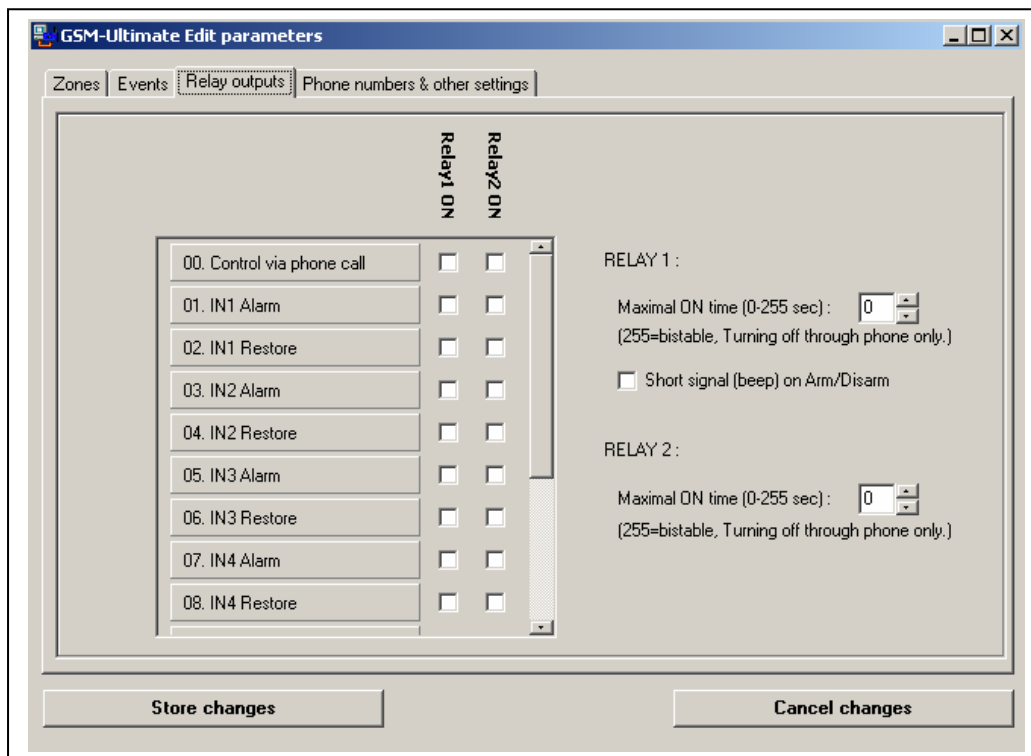 GSM-Ultimate Edit parameters
Zones Events Relay outputs Phone numbers & other settings
Relay1 ON
Relay2 ON
00. Control via phone call
01. IN1 Alarm
02. IN1 Restore
03. IN2 Alarm
04. IN2 Restore
05. IN3 Alarm
06. IN3 Restore
07. IN4 Alarm
08. IN4 Restore
RELAY 1 :
Maximal ON time (0-255 sec) : 0
(255=bistable, Turning off through phone only.)
Short signal (beep) on Arm/Disarm
RELAY 2 :
Maximal ON time (0-255 sec) : 0
(255=bistable, Turning off through phone only.)
Store changes
Cancel changes